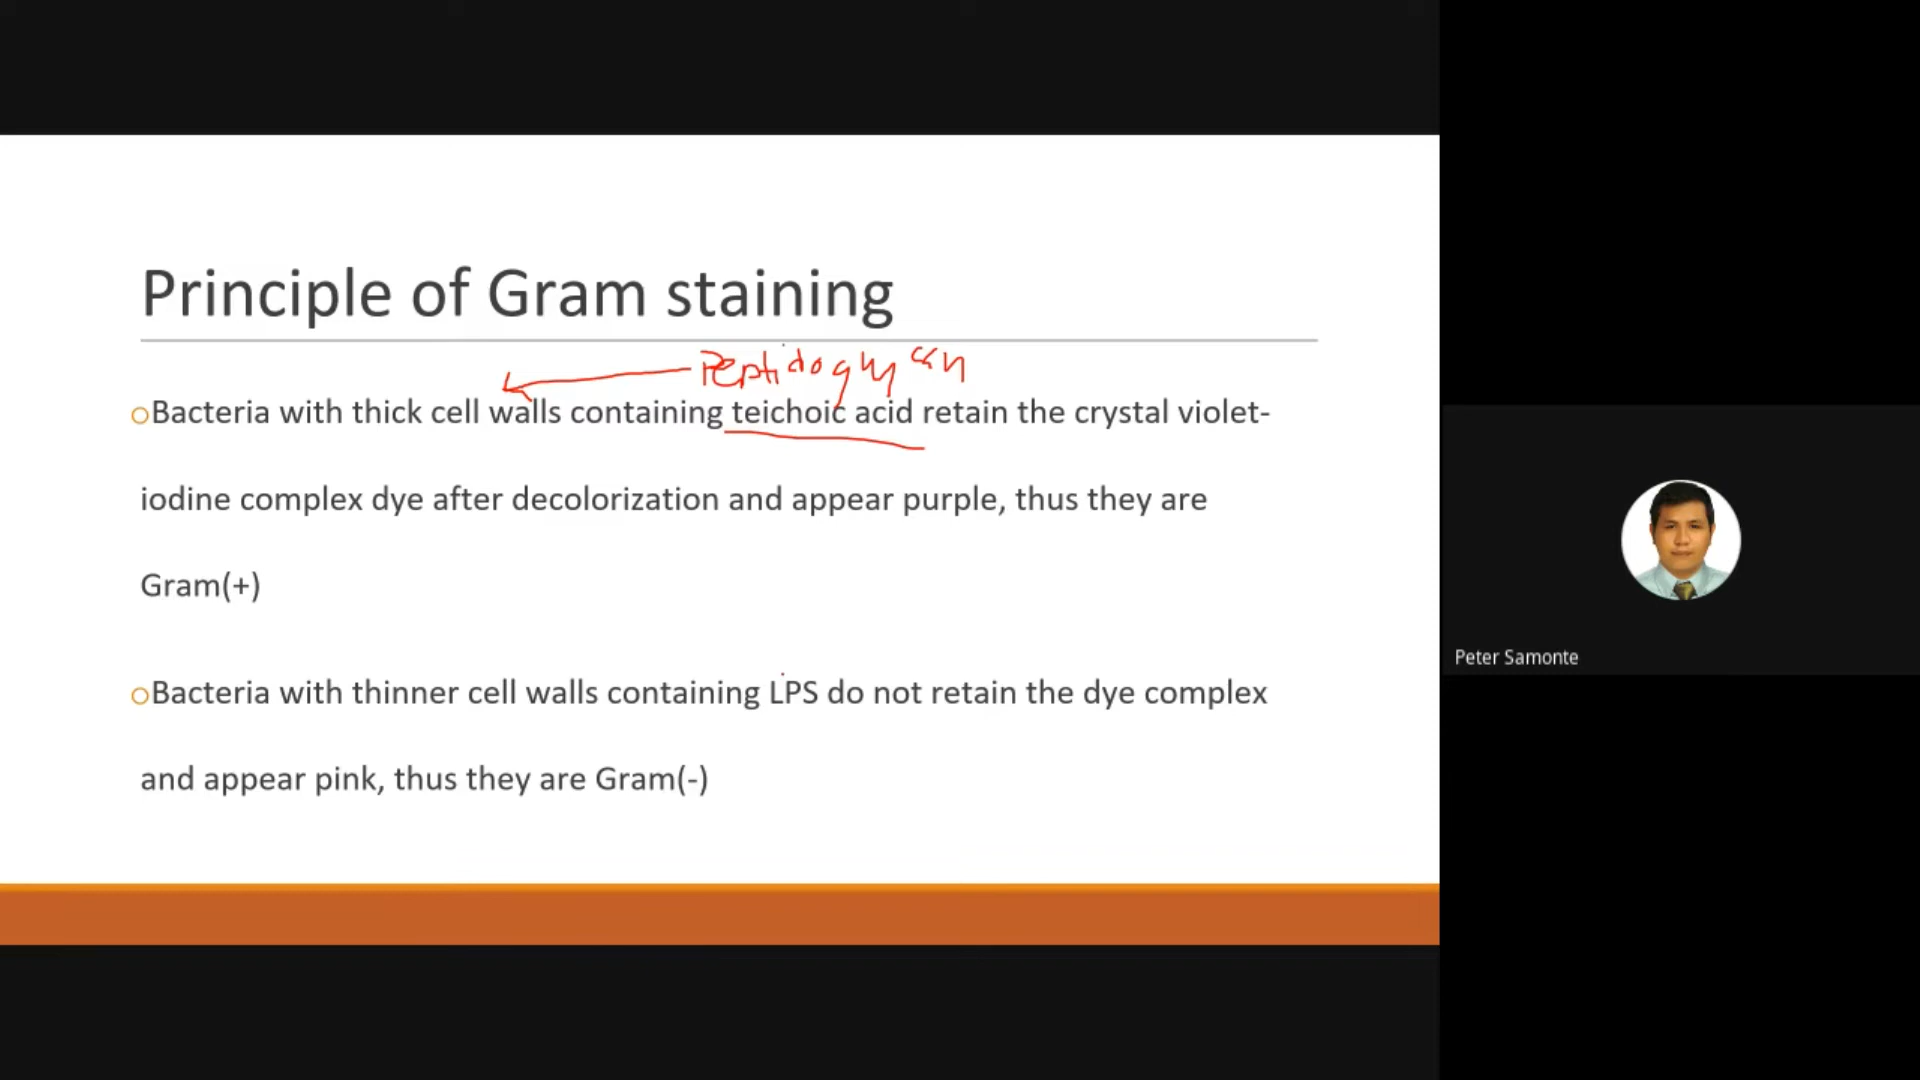 Principle of Gram staining
Peptidoglycan
oBacteria with thick cell walls containing teichoic acid retain the crystal violet-
iodine complex dye after decolorization and appear purple, thus they are
Gram(+)
oBacteria with thinner cell walls containing LPS do not retain the dye complex
and appear pink, thus they are Gram(-)
Peter Samonte